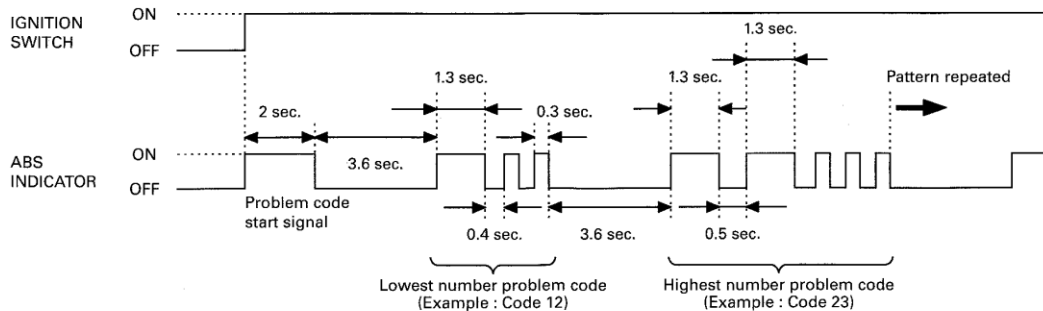 IGNITION
SWITCH
ON
OFF
1.3 sec.
1.3 sec.
1.3 sec.
Pattern repeated
2 sec.
0.3 sec.
ABS
INDICATOR
ON
OFF
3.6 sec.
Problem code
start signal
0.4 sec.
3.6 sec.
0.5 sec.
Lowest number problem code
(Example : Code 12)
Highest number problem code
(Example : Code 23)